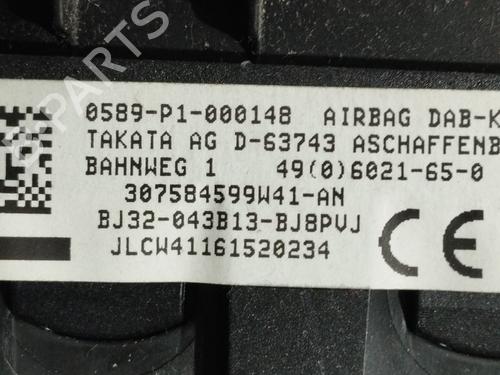 0589-P1-000148 AIRBAG DAB-K
TAKATA AG D-63743 ASCHAFFENB
BAHNWEG 1 49(0)6021-65-0
307584599W41-AN
BJ32-043B13-BJ8PVJ
JLCW41161520234
CE
B-PARTS